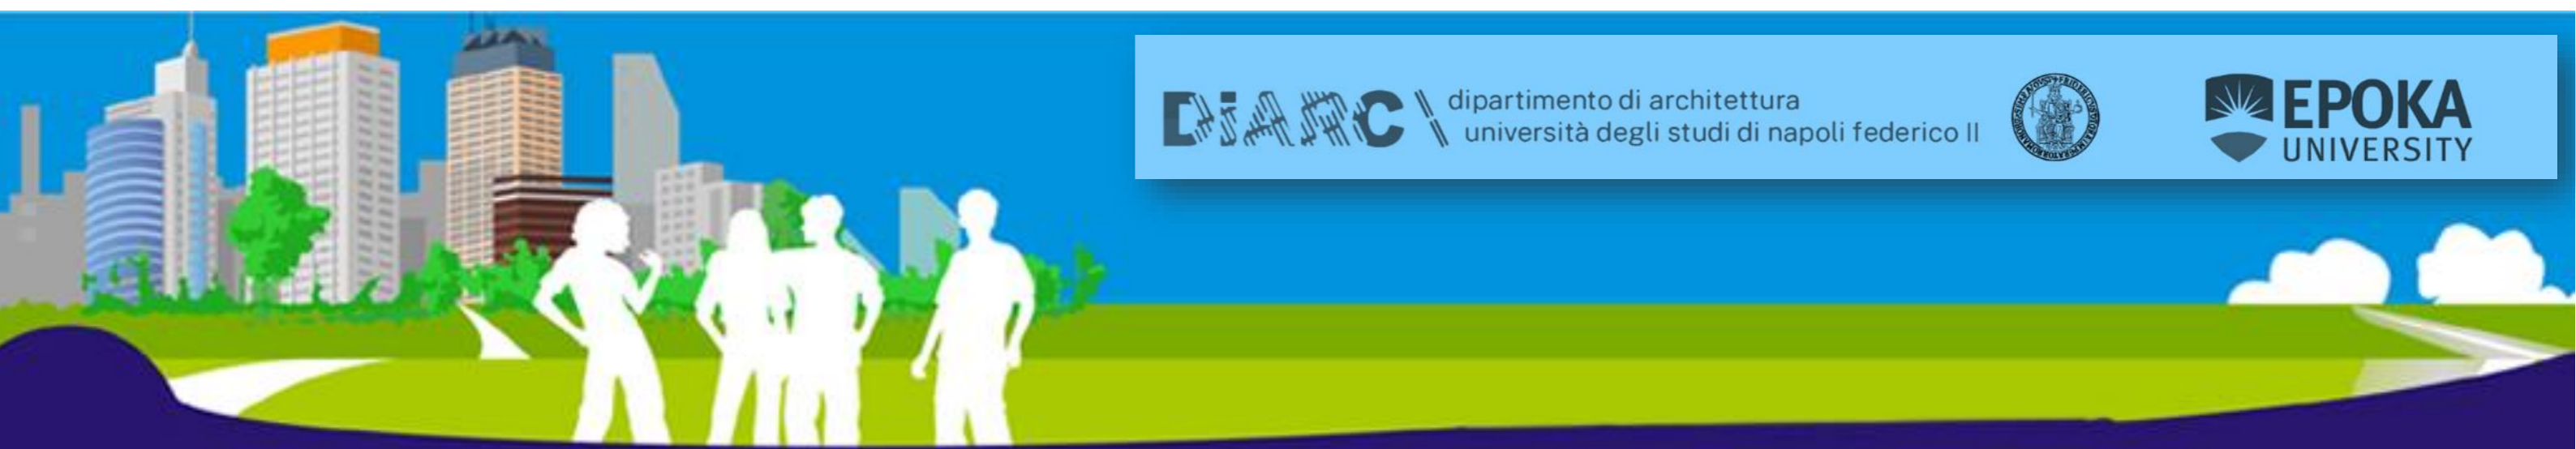 DiARC
dipartimento di architettura
università degli studi di napoli federico II
EPOKA
UNIVERSITY